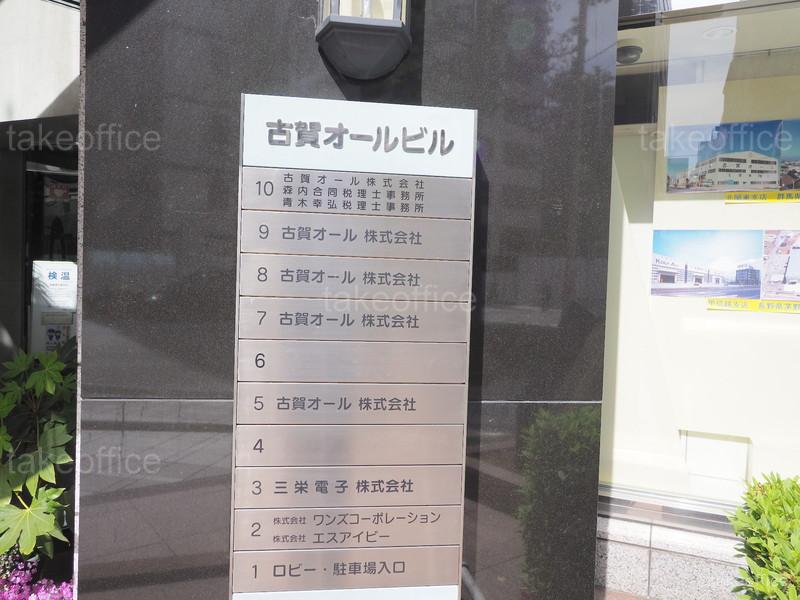 takeoffice
takeoffice
古賀オールビル
10 古賀オール株式会社
森内合同税理士事務所
青木幸弘税理士事務所
9 古賀オール 株式会社
8 古賀オール 株式会社
takeoffice
7 古賀オール 株式会社
6
5 古賀オール 株式会社
4
3 三栄電子 株式会社
2 株式会社 ワンズコーポレーション
株式会社 エスアイビー
1 ロビー・駐車場入口
検温
takeoffice
takeoffice
takeoffice